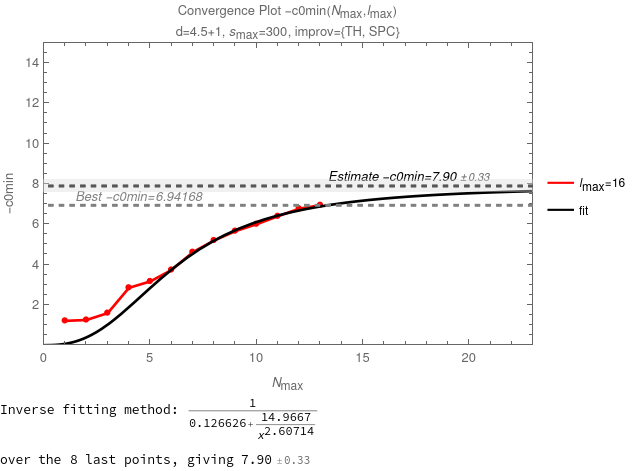 Convergence Plot −c0min(Nmax,lmax)
d=4.5+1, smax=300, improv={TH, SPC}
14
12
10
8
6
4
2
−c0min
Estimate −c0min=7.90 ±0.33
Best −c0min=6.94168
lmax=16
fit
0
5
10
15
20
Nmax
Inverse fitting method: 1
0.126626+ 14.9667
x^2.60714
over the 8 last points, giving 7.90 ±0.33